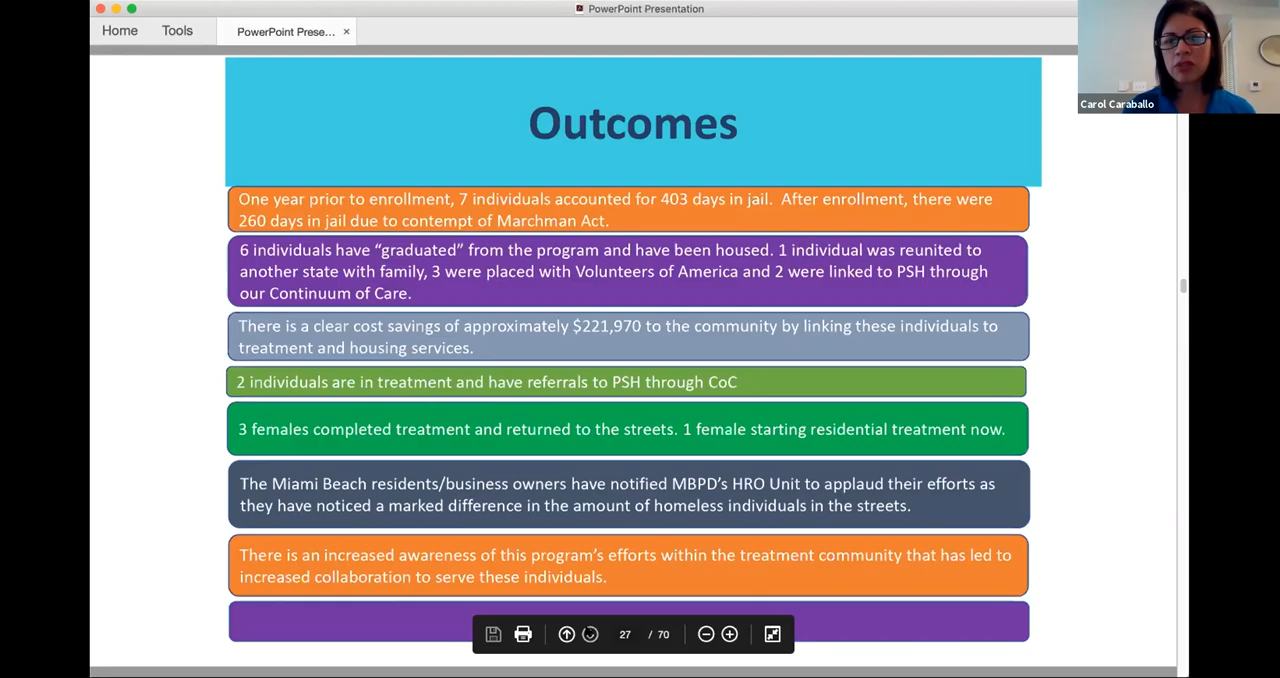 PowerPoint Presentation
Home Tools PowerPoint Prese... ×
Carol Caraballo
Outcomes
One year prior to enrollment, 7 individuals accounted for 403 days in jail. After enrollment, there were
260 days in jail due to contempt of Marchman Act.
6 individuals have “graduated” from the program and have been housed. 1 individual was reunited to
another state with family, 3 were placed with Volunteers of America and 2 were linked to PSH through
our Continuum of Care.
There is a clear cost savings of approximately $221,970 to the community by linking these individuals to
treatment and housing services.
2 individuals are in treatment and have referrals to PSH through CoC
3 females completed treatment and returned to the streets. 1 female starting residential treatment now.
The Miami Beach residents/business owners have notified MBPD’s HRO Unit to applaud their efforts as
they have noticed a marked difference in the amount of homeless individuals in the streets.
There is an increased awareness of this program’s efforts within the treatment community that has led to
increased collaboration to serve these individuals.
27 / 70